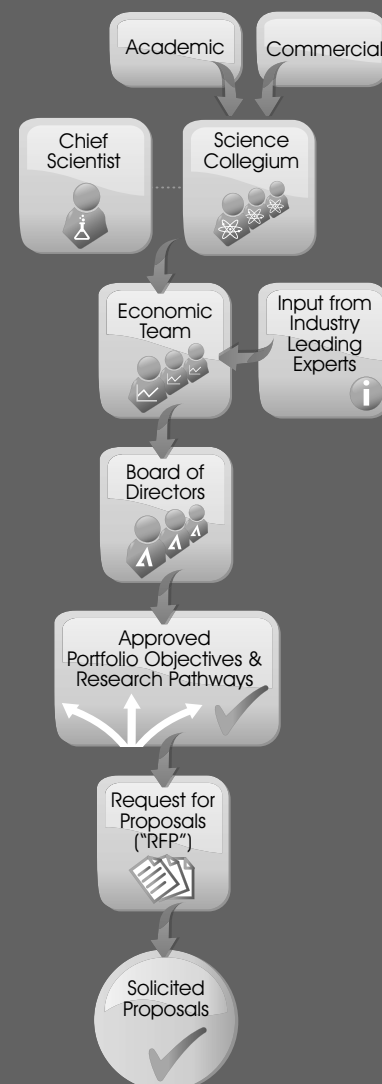 Academic
Commercial
Chief
Scientist
Science
Collegium
Economic
Team
Input from
Industry
Leading
Experts
i
Board of
Directors
Approved
Portfolio Objectives &
Research Pathways
Request for
Proposals
("RFP")
Solicited
Proposals